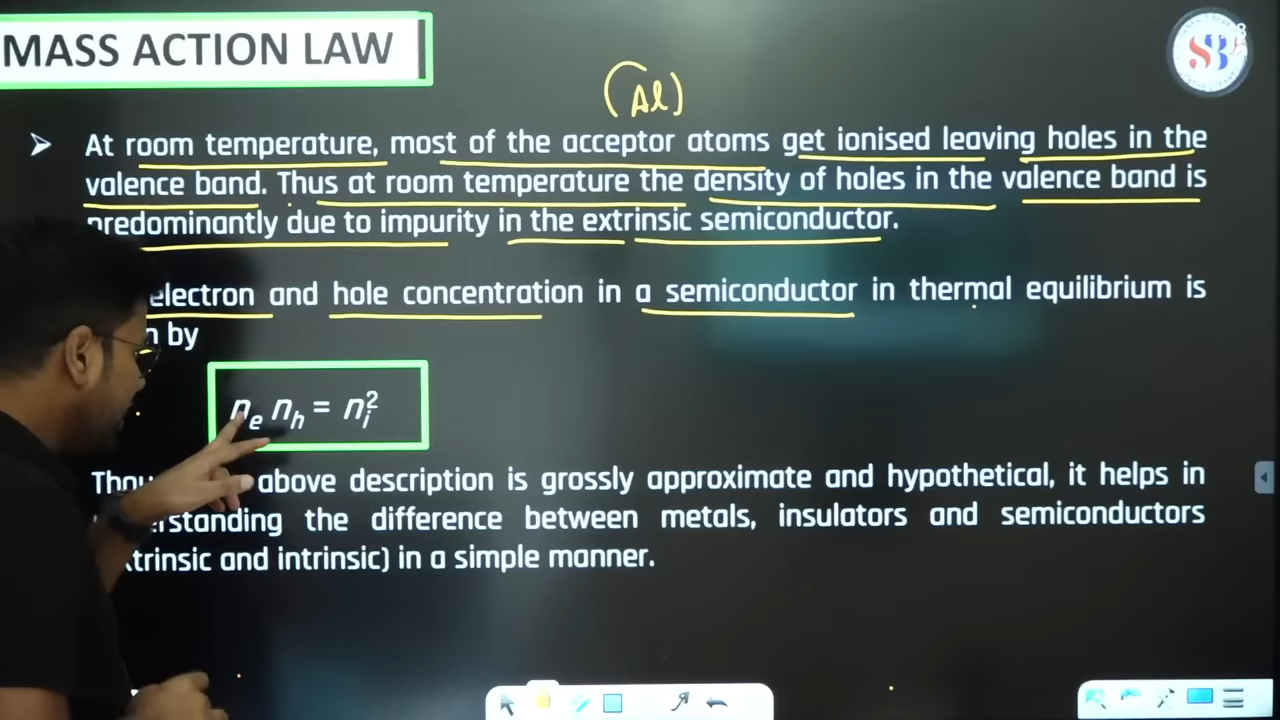 MASS ACTION LAW
SB
(Al)
➤ At room temperature, most of the acceptor atoms get ionised leaving holes in the
valence band. Thus at room temperature the density of holes in the valence band is
predominantly due to impurity in the extrinsic semiconductor.
electron and hole concentration in a semiconductor in thermal equilibrium is
by
nₑ nₕ = nᵢ²
above description is grossly approximate and hypothetical, it helps in
the difference between metals, insulators and semiconductors
and intrinsic) in a simple manner.